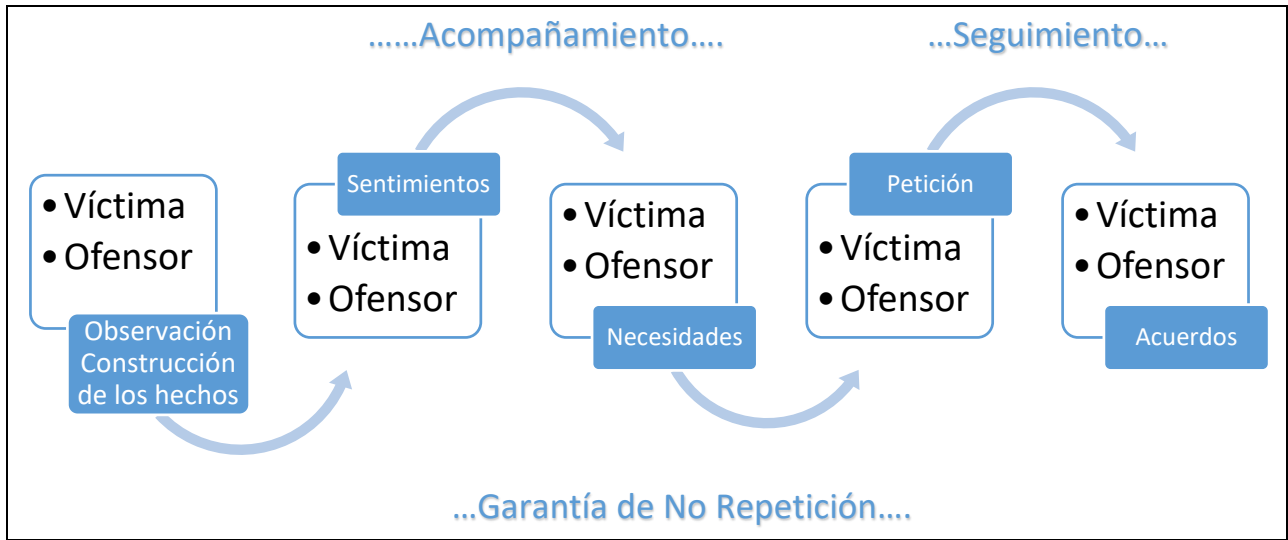 ……Acompañamiento….
…Seguimiento…
• Víctima
• Ofensor
Observación
Construcción
de los hechos
Sentimientos
• Víctima
• Ofensor
• Víctima
• Ofensor
Necesidades
Petición
• Víctima
• Ofensor
• Víctima
• Ofensor
Acuerdos
…Garantía de No Repetición….